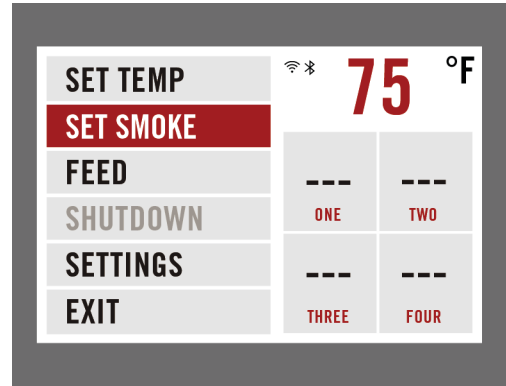 SET TEMP
SET SMOKE
FEED
SHUTDOWN
SETTINGS
EXIT
75 °F
--- ---
ONE TWO
--- ---
THREE FOUR